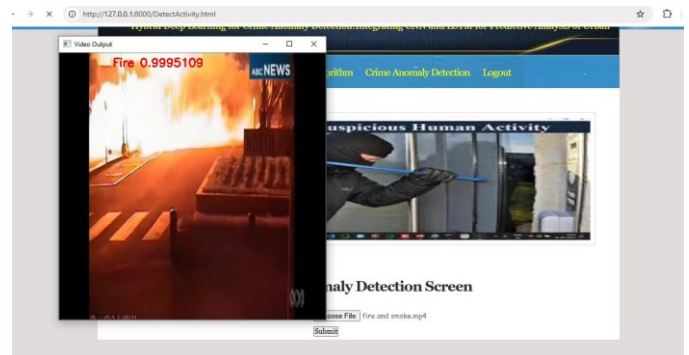 http://127.0.0.1:8000/DetectActivity.html
Hybrid Deep Learning for Crime Anomaly Detection:Integrating CNN and LSTM for Predictive Analysis of Urban
Video Output
Fire 0.9995109
abc NEWS
orithm Crime Anomaly Detection Logout
uspicious Human Activity
maly Detection Screen
oose File fire and smoke.mp4
Submit